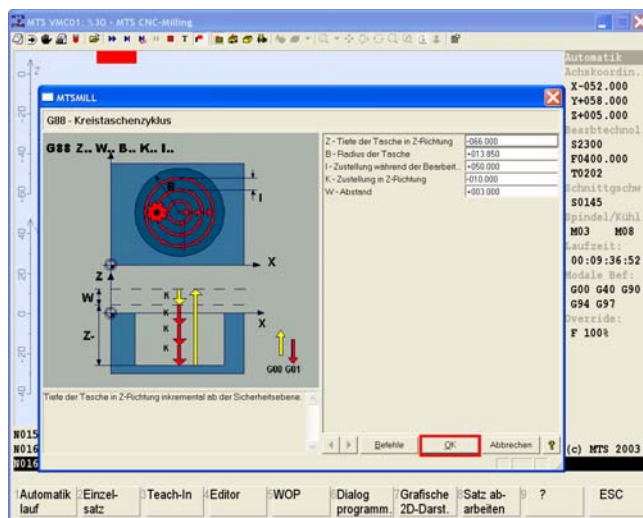 MTS VMC01: %30 - MTS CNC-Milling
Automatik
Achskoordin.
X-052.000
Y+058.000
Z+005.000
Bearbtechnol
S2300
F0400.000
T0202
Schnittgschw
S0145
Spindel/Kühl
M03 M08
Laufzeit:
00:09:36:52
Modale Bef:
G00 G40 G90
G94 G97
Override:
F 100%
MTSMILL
G88 - Kreistaschenzyklus
G88 Z.. W.. B.. K.. I..
B
I
X
Z
W
K
X
K
Z-
K
G00 G01
Z - Tiefe der Tasche in Z-Richtung -066.000
B - Radius der Tasche +013.850
I - Zustellung während der Bearbeit... +050.000
K - Zustellung in Z-Richtung -010.000
W - Abstand +003.000
Tiefe der Tasche in Z-Richtung inkremental ab der Sicherheitsebene.
Befehle OK Abbrechen ?
N015
N016
N016
(c) MTS 2003
1 Automatik lauf
2 Einzel-satz
3 Teach-In
4 Editor
5 WOP
6 Dialog programm.
7 Grafische 2D-Darst.
8 Satz ab-arbeiten
9 ?
ESC